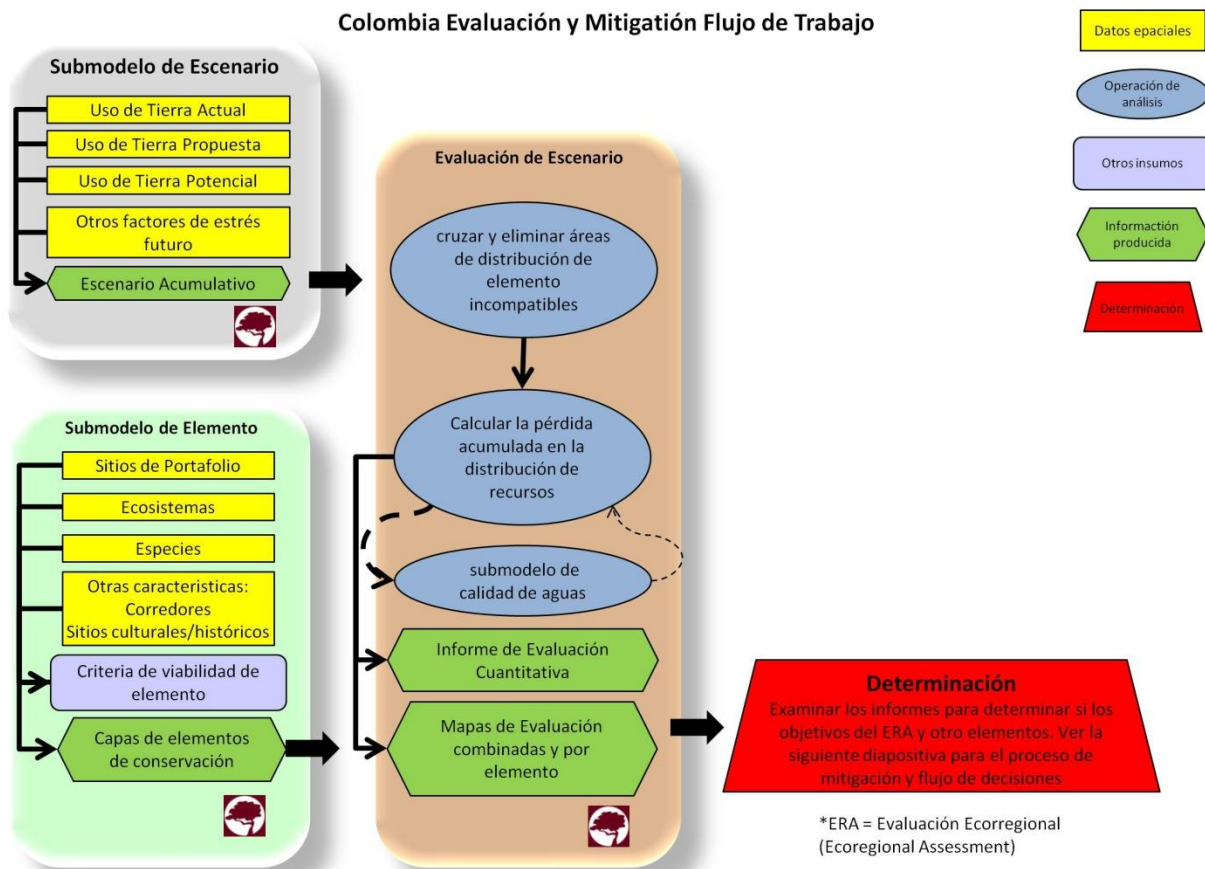 Colombia Evaluación y Mitigatión Flujo de Trabajo
Submodelo de Escenario
Uso de Tierra Actual
Uso de Tierra Propuesta
Uso de Tierra Potencial
Otros factores de estrés
futuro
Escenario Acumulativo
Submodelo de Elemento
Sitios de Portafolio
Ecosistemas
Especies
Otras caracteristicas:
Corredores
Sitios culturales/históricos
Criteria de viabilidad de
elemento
Capas de elementos
de conservación
Evaluación de Escenario
cruzar y eliminar áreas
de distribución de
elemento
incompatibles
Calcular la pérdida
acumulada en la
distribución de
recursos
submodelo de
calidad de aguas
Informe de Evaluación
Cuantitativa
Mapas de Evaluación
combinadas y por
elemento
Datos epaciales
Operación de
análisis
Otros insumos
Informactión
producida
Determinación
Determinación
Examinar los informes para determinar si los
objetivos del ERA y otro elementos. Ver la
siguiente diapositiva para el proceso de
mitigación y flujo de decisiones
*ERA = Evaluación Ecorregional
(Ecoregional Assessment)